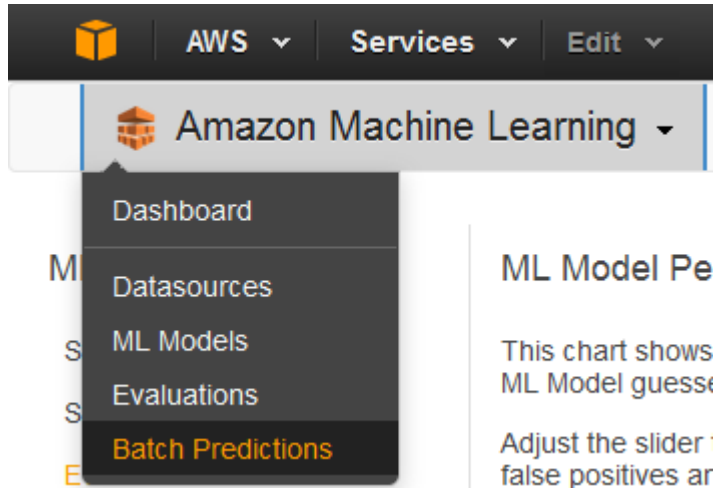 AWS Services Edit
Amazon Machine Learning
Dashboard
Datasources
ML Models
Evaluations
Batch Predictions
ML Model Pe
This chart shows
ML Model guesse
Adjust the slider
false positives